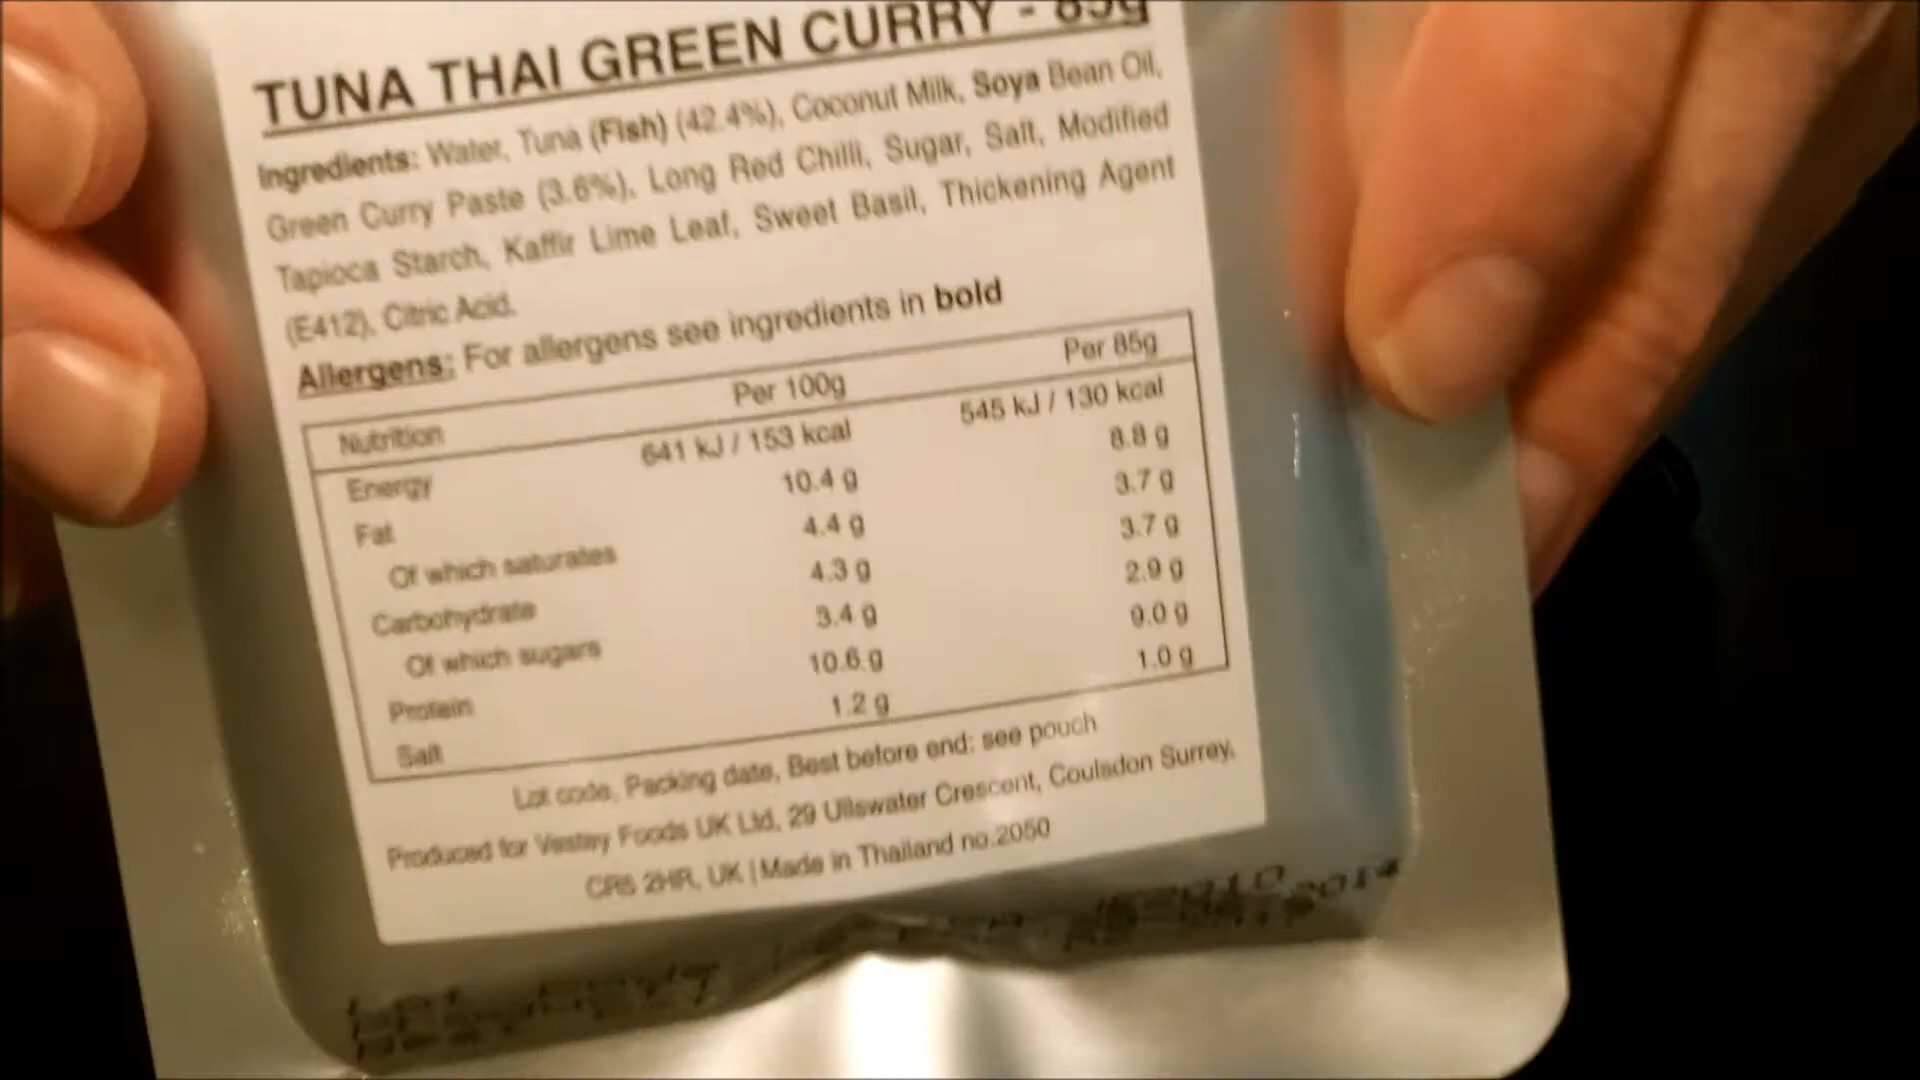 TUNA THAI GREEN CURRY - 85g
Ingredients: Water, Tuna (Fish) (42.4%), Coconut Milk, Soya Bean Oil,
Green Curry Paste (3.6%), Long Red Chilli, Sugar, Salt, Modified
Tapioca Starch, Kaffir Lime Leaf, Sweet Basil, Thickening Agent
(E412), Citric Acid.
Allergens: For allergens see ingredients in bold
Nutrition Per 100g Per 85g
Energy 641 kJ / 153 kcal 545 kJ / 130 kcal
Fat 10.4 g 8.8 g
Of which saturates 4.4 g 3.7 g
Carbohydrate 4.3 g 3.7 g
Of which sugars 3.4 g 2.9 g
Protein 10.6 g 9.0 g
Salt 1.2 g 1.0 g
Lot code, Packing date, Best before end: see pouch
Produced for Vestey Foods UK Ltd, 29 Ullswater Crescent, Coulsdon Surrey,
CR5 2HR, UK | Made in Thailand no.2050